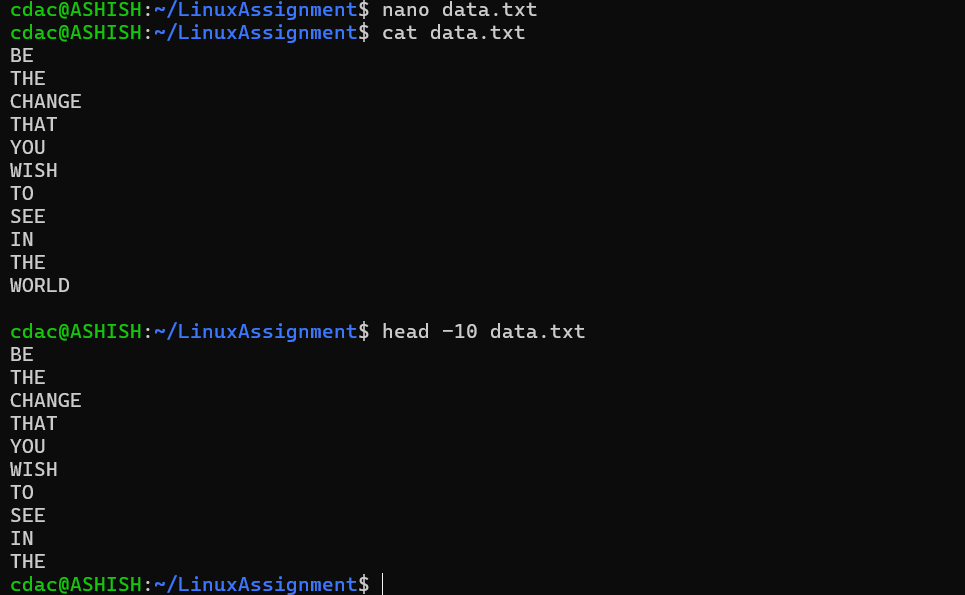 cdac@ASHISH:~/LinuxAssignment$ nano data.txt
cdac@ASHISH:~/LinuxAssignment$ cat data.txt
BE
THE
CHANGE
THAT
YOU
WISH
TO
SEE
IN
THE
WORLD

cdac@ASHISH:~/LinuxAssignment$ head -10 data.txt
BE
THE
CHANGE
THAT
YOU
WISH
TO
SEE
IN
THE
cdac@ASHISH:~/LinuxAssignment$